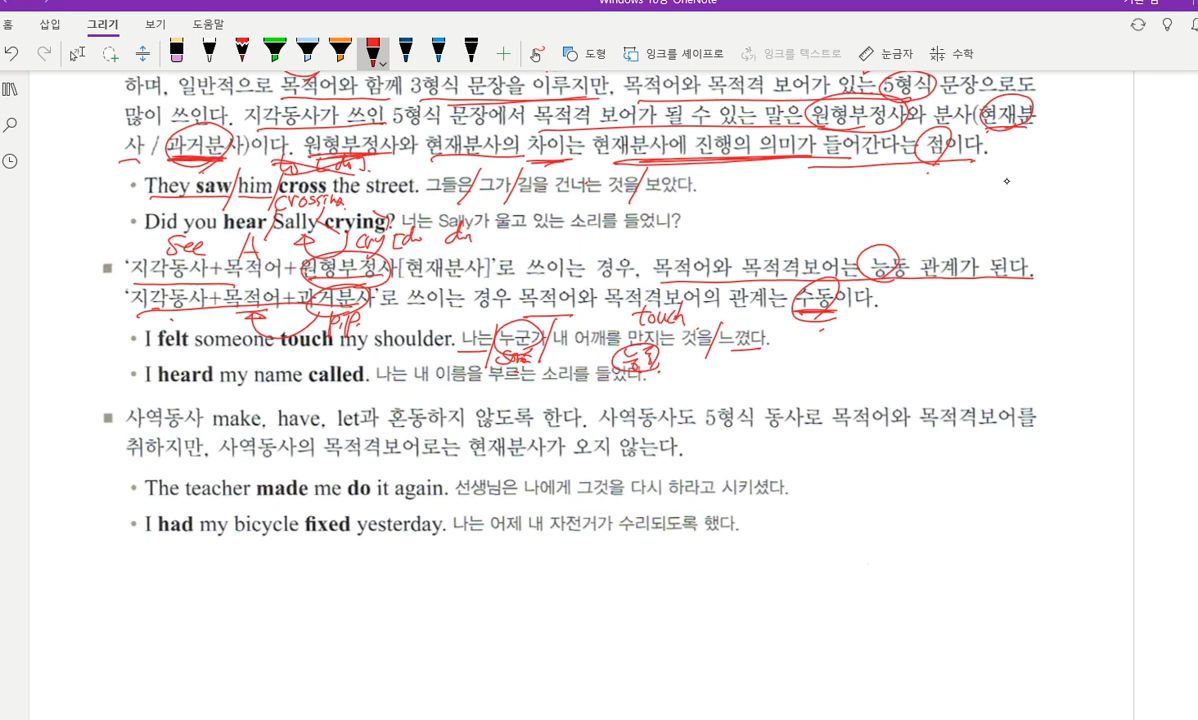 Windows 10용 OneNote
홈 삽입 그리기 보기 도움말
도형 잉크를 셰이프로 잉크를 텍스트로 눈금자 수학
하며, 일반적으로 목적어와 함께 3형식 문장을 이루지만, 목적어와 목적격 보어가 있는 5형식 문장으로도
많이 쓰인다. 지각동사가 쓰인 5형식 문장에서 목적격 보어가 될 수 있는 말은 원형부정사와 분사(현재분
사 / 과거분사)이다. 원형부정사와 현재분사의 차이는 현재분사에 진행의 의미가 들어간다는 점이다.
• They saw him cross the street. 그들은 그가 길을 건너는 것을 보았다.
crossing
• Did you hear Sally crying? 너는 Sally가 울고 있는 소리를 들었니?
see A cry
■ ‘지각동사+목적어+원형부정사[현재분사]’로 쓰이는 경우, 목적어와 목적격보어는 능동 관계가 된다.
‘지각동사+목적어+과거분사’로 쓰이는 경우 목적어와 목적격보어의 관계는 수동이다.
p.p. touch
• I felt someone touch my shoulder. 나는 누군가 내 어깨를 만지는 것을 느꼈다.
능동
• I heard my name called. 나는 내 이름을 부르는 소리를 들었다.
■ 사역동사 make, have, let과 혼동하지 않도록 한다. 사역동사도 5형식 동사로 목적어와 목적격보어를
취하지만, 사역동사의 목적격보어로는 현재분사가 오지 않는다.
• The teacher made me do it again. 선생님은 나에게 그것을 다시 하라고 시키셨다.
• I had my bicycle fixed yesterday. 나는 어제 내 자전거가 수리되도록 했다.